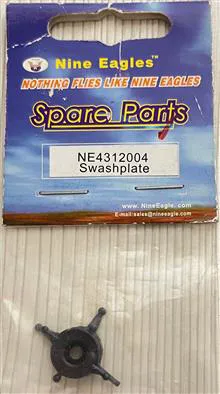 Nine Eagles™
NOTHING FLIES LIKE NINE EAGLES
Spare Parts
NE4312004
Swashplate
www.NineEagle.com
E-mail:sales@nineeagle.com